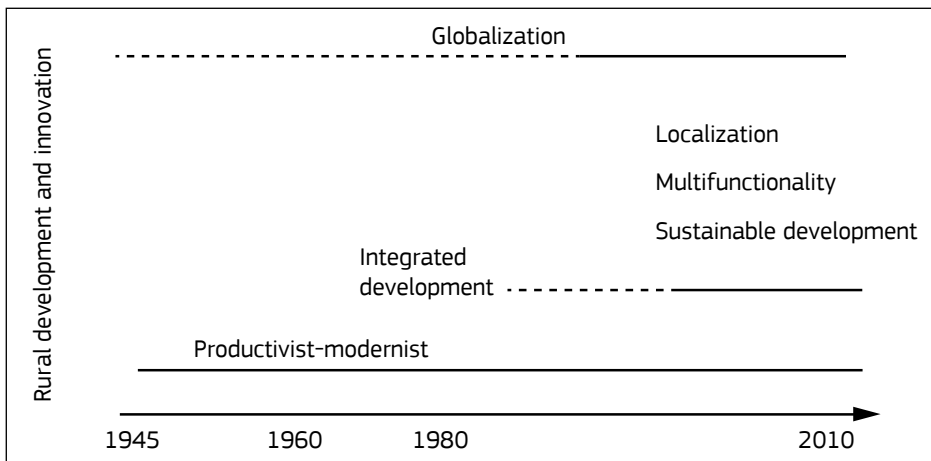 Rural development and innovation
Globalization
Localization
Multifunctionality
Sustainable development
Integrated
development
Productivist-modernist
1945 1960 1980 2010